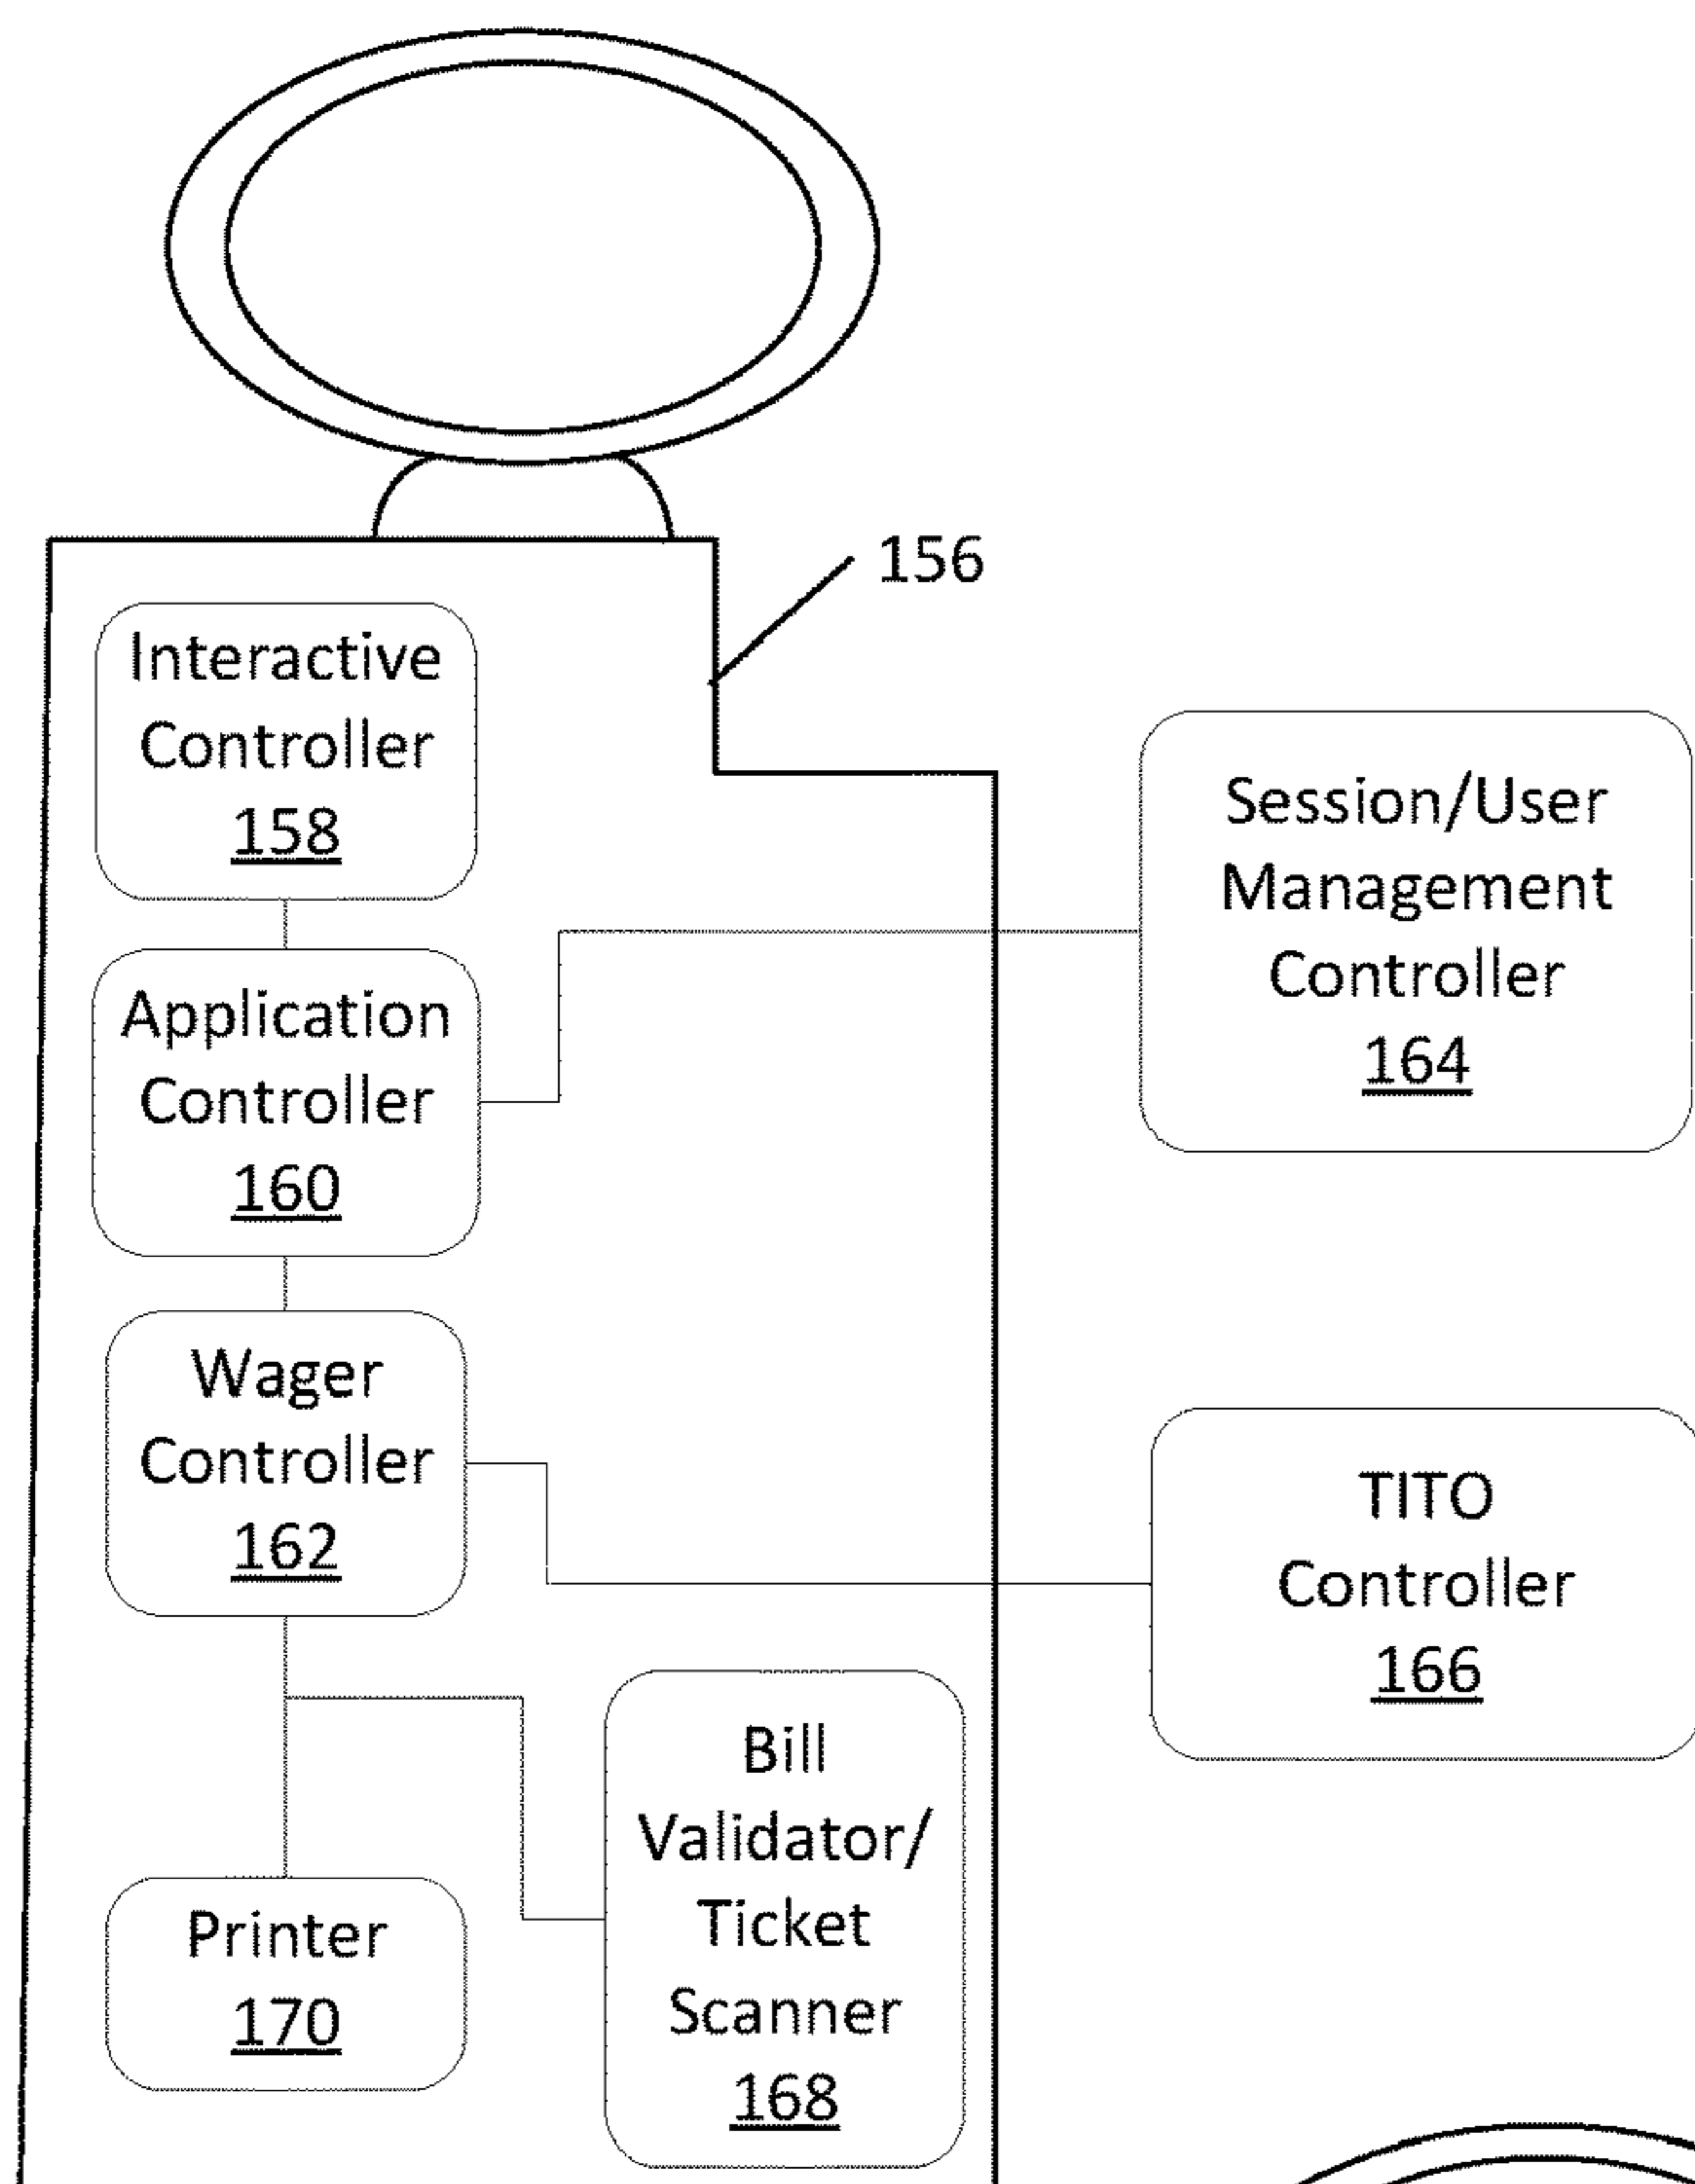 156
Interactive
Controller
158
Session/User
Management
Controller
164
Application
Controller
160
Wager
Controller
162
TITO
Controller
166
Bill
Validator/
Ticket
Scanner
168
Printer
170